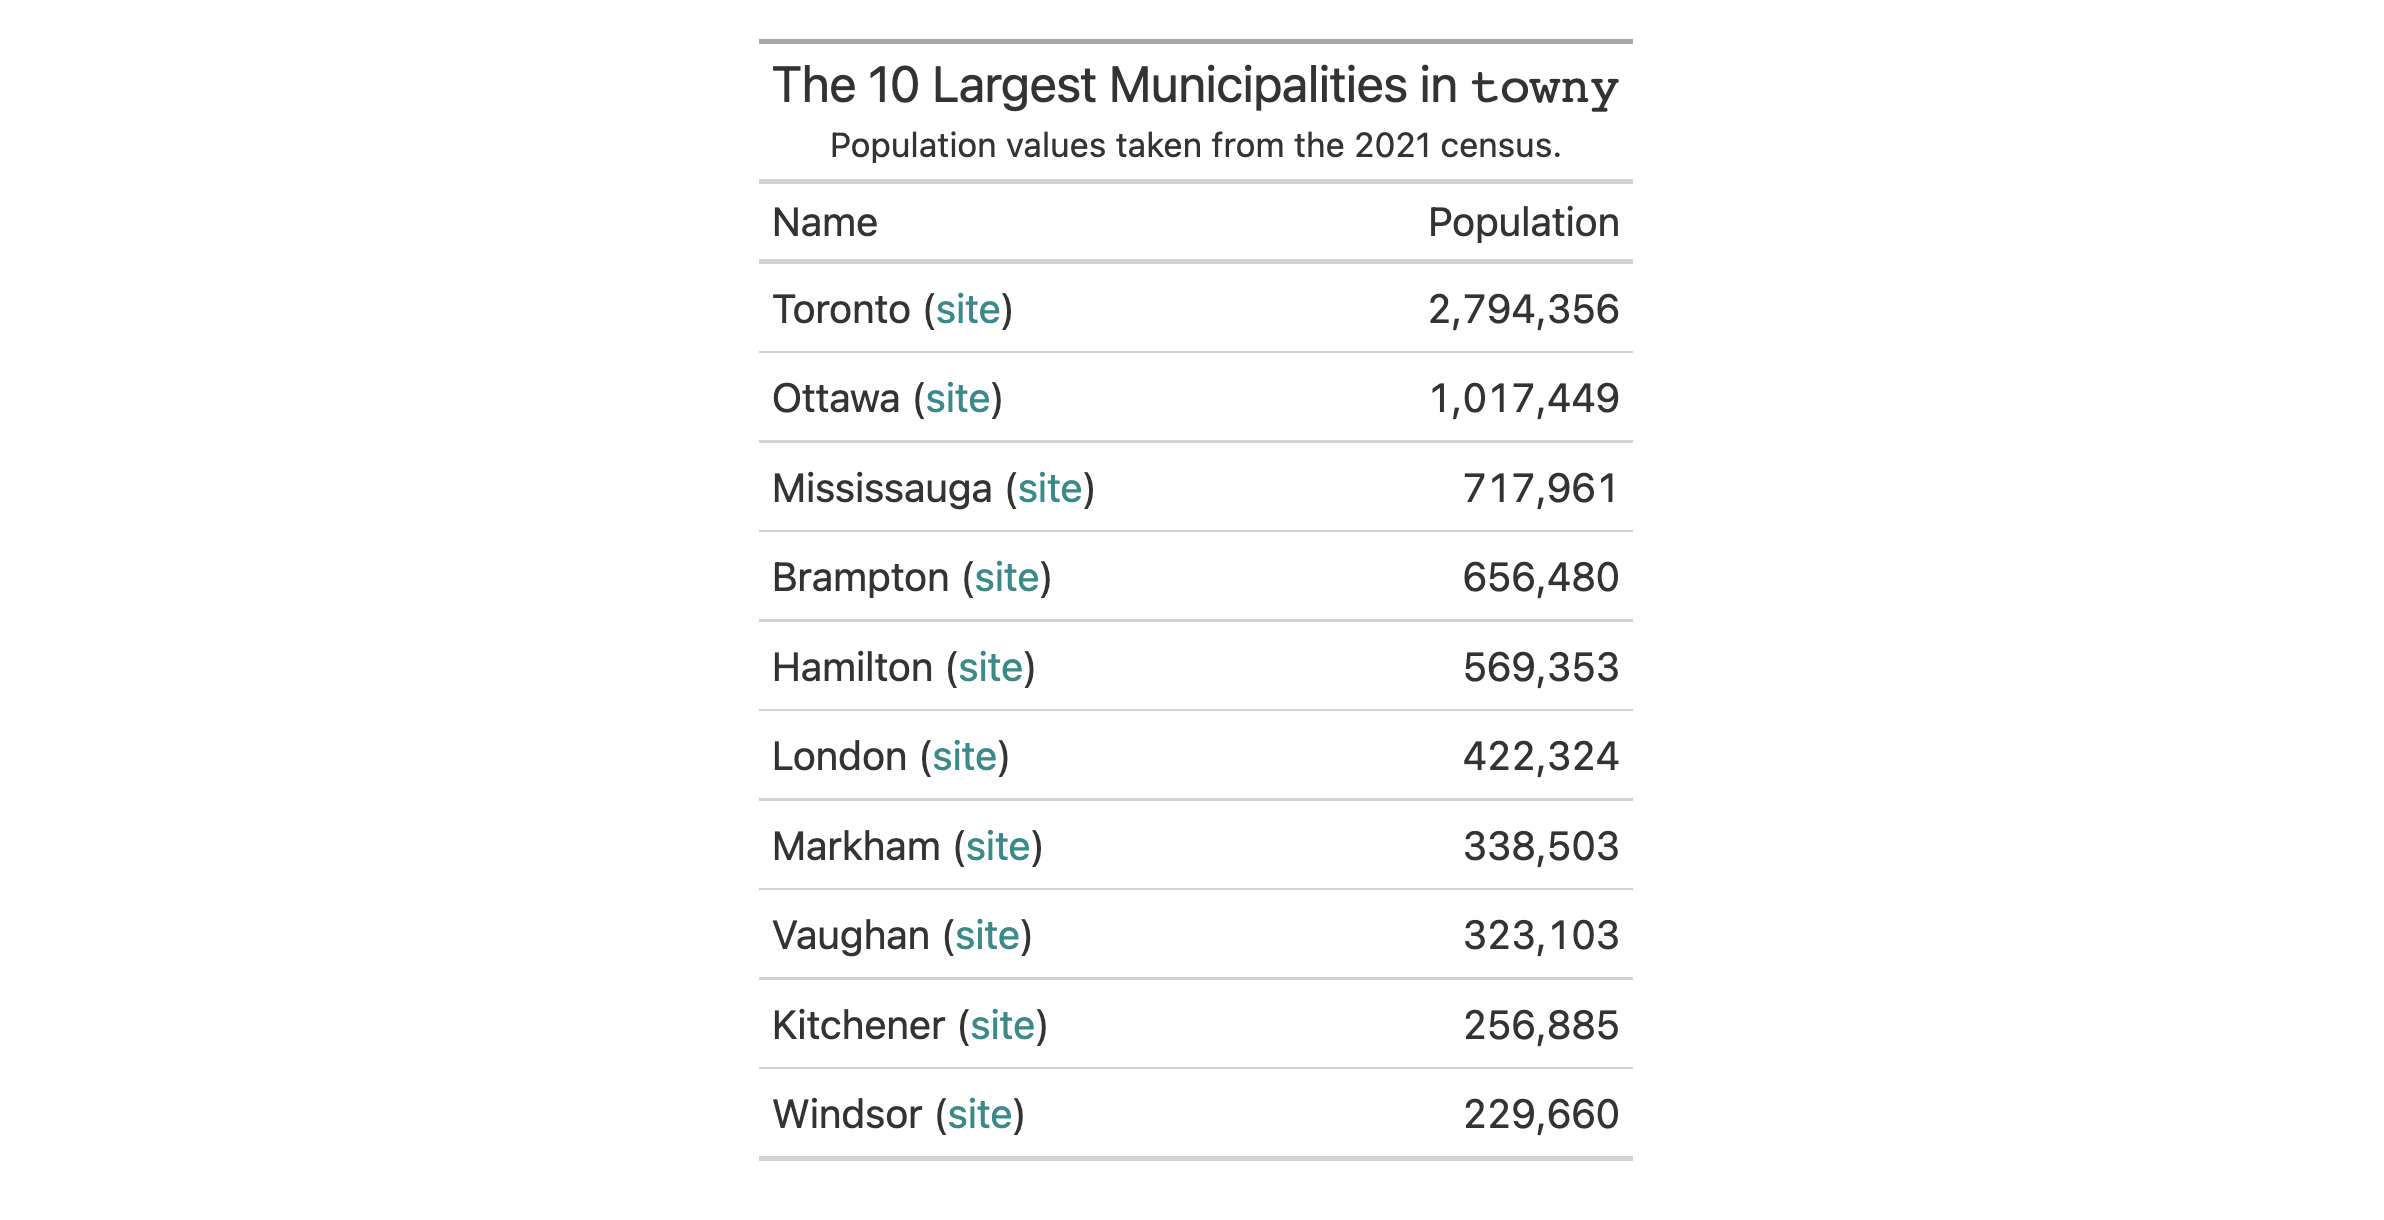 The 10 Largest Municipalities in towny
Population values taken from the 2021 census.
Name Population
Toronto (site) 2,794,356
Ottawa (site) 1,017,449
Mississauga (site) 717,961
Brampton (site) 656,480
Hamilton (site) 569,353
London (site) 422,324
Markham (site) 338,503
Vaughan (site) 323,103
Kitchener (site) 256,885
Windsor (site) 229,660